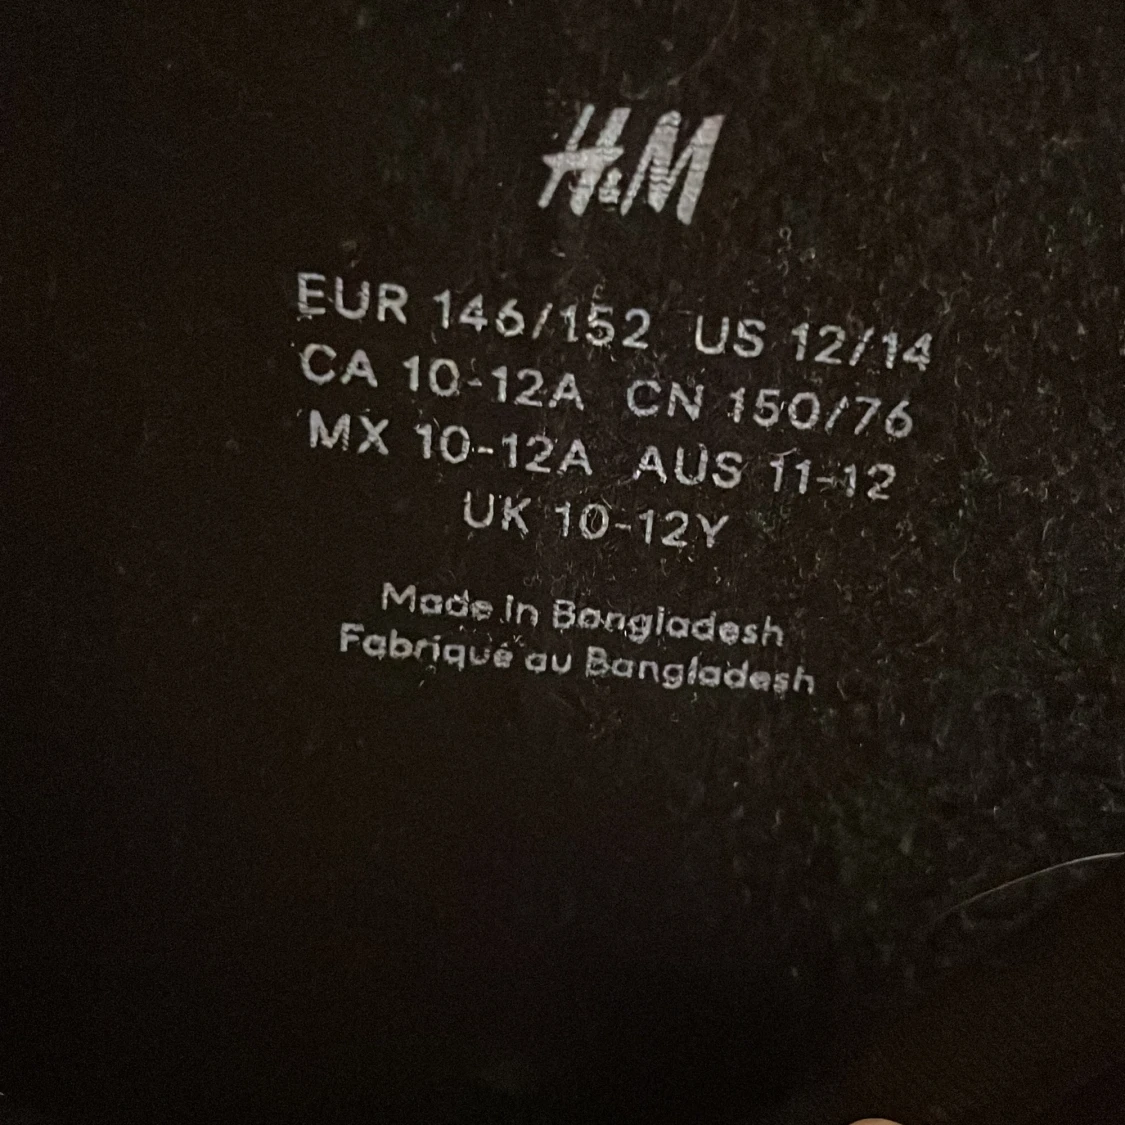 H&M
EUR 146/152 US 12/14
CA 10-12A CN 150/76
MX 10-12A AUS 11-12
UK 10-12Y
Made in Bangladesh
Fabriqué au Bangladesh